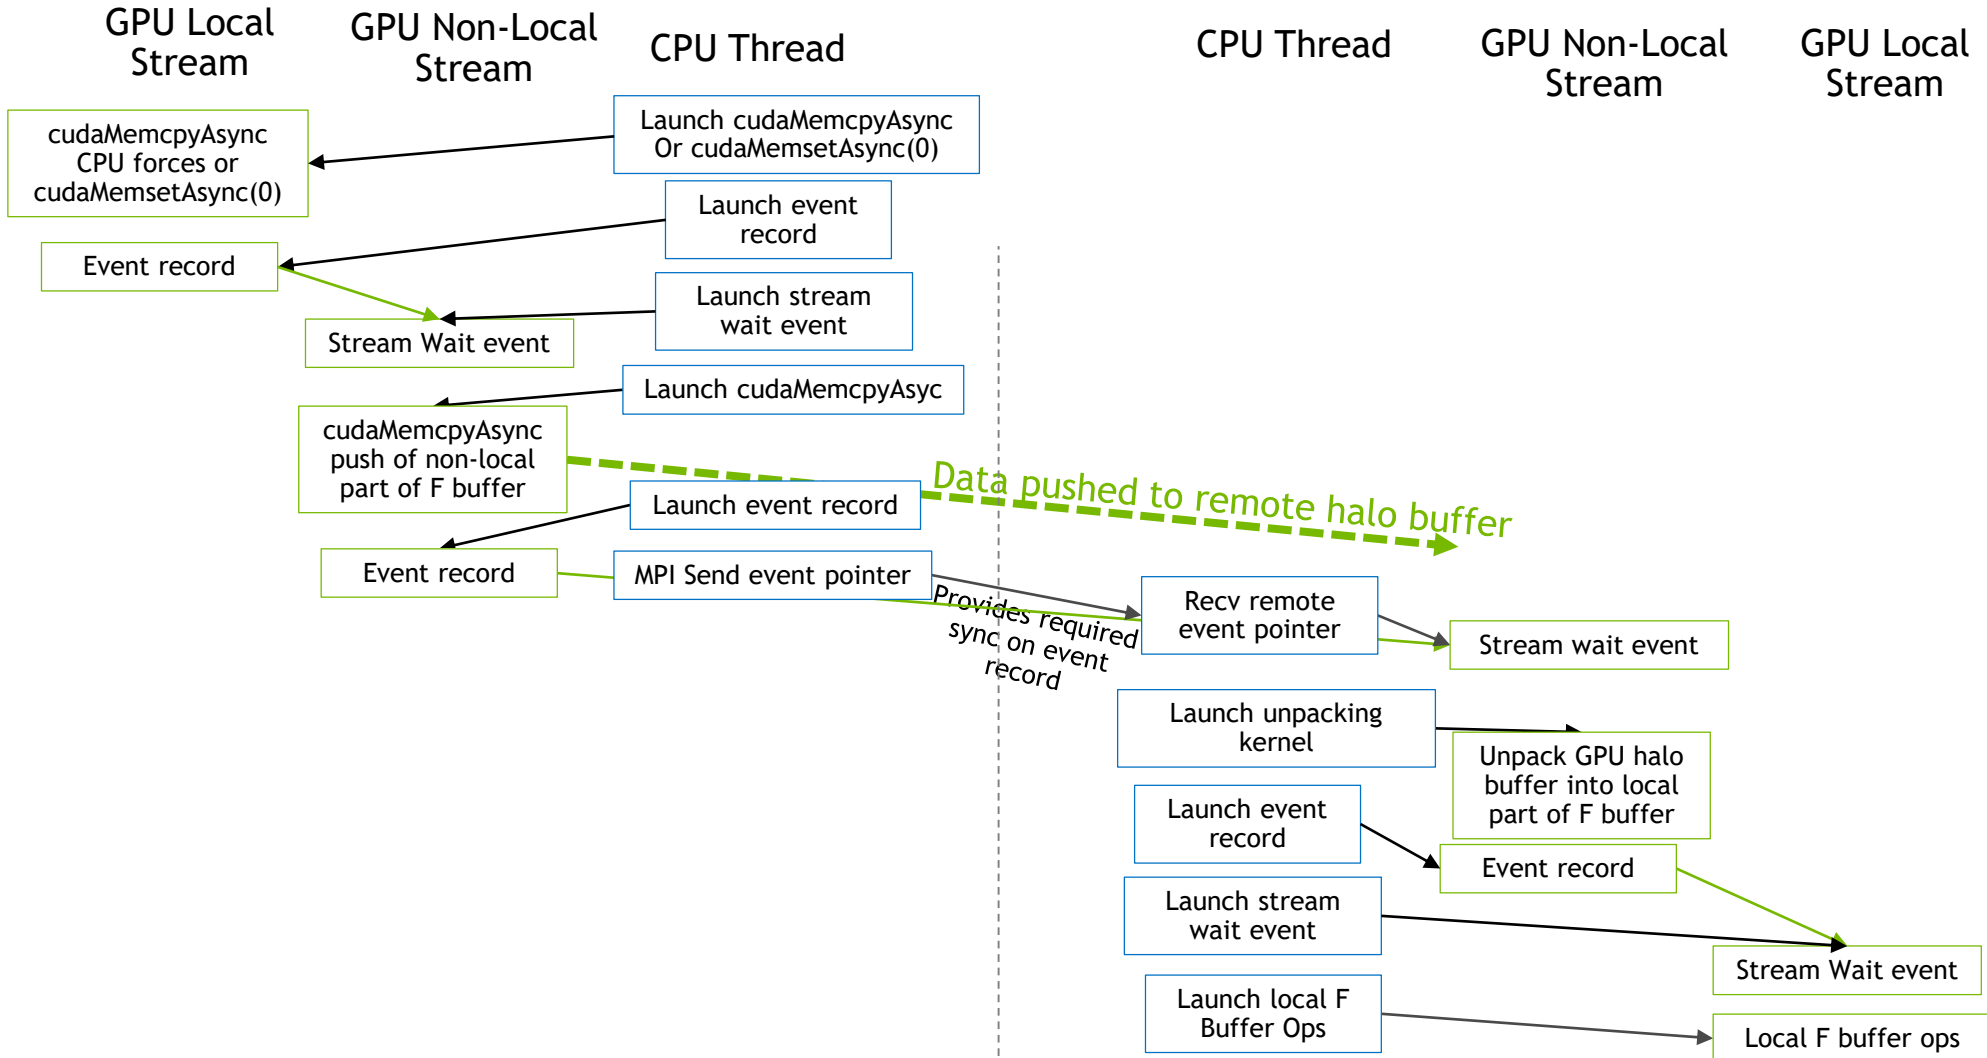 GPU Local
Stream
GPU Non-Local
Stream
CPU Thread
CPU Thread
GPU Non-Local
Stream
GPU Local
Stream
cudaMemcpyAsync
CPU forces or
cudaMemsetAsync(0)
Launch cudaMemcpyAsync
Or cudaMemsetAsync(0)
Launch event
record
Event record
Launch stream
wait event
Stream Wait event
Launch cudaMemcpyAsyc
cudaMemcpyAsync
push of non-local
part of F buffer
Data pushed to remote halo buffer
Launch event record
Event record
MPI Send event pointer
Provides required
sync on event
record
Recv remote
event pointer
Stream wait event
Launch unpacking
kernel
Unpack GPU halo
buffer into local
part of F buffer
Launch event
record
Event record
Launch stream
wait event
Stream Wait event
Launch local F
Buffer Ops
Local F buffer ops